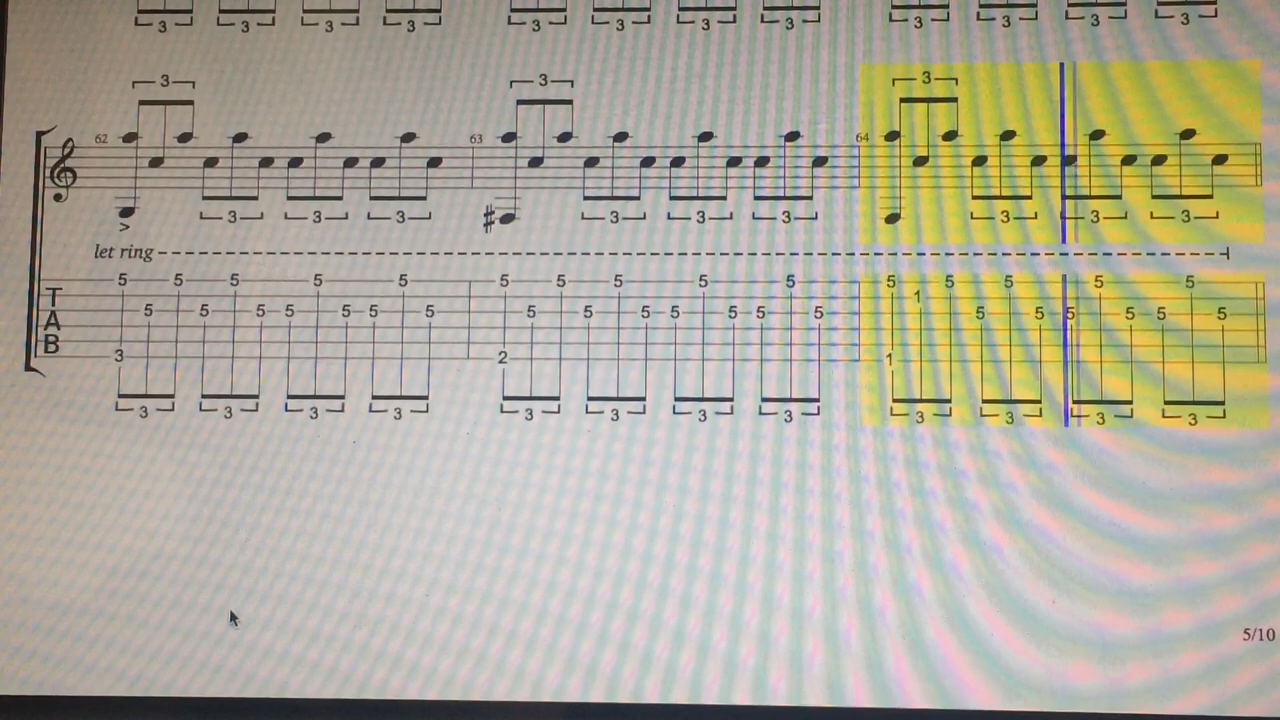 3 3 3 3 3 3 3 3 3 3 3 3
3 3 3
62 63 64
3 3 3 3 3 3 3 3 3
>
let ring
5 5 5 5 5 5 5 5 5 5 5 5 5 5 5
T 1
A 5 5 5 5 5 5 5 5 5 5 5 5 5 5 5 5 5 5 5 5
B 3 2 1
3 3 3 3 3 3 3 3 3 3 3 3
5/10